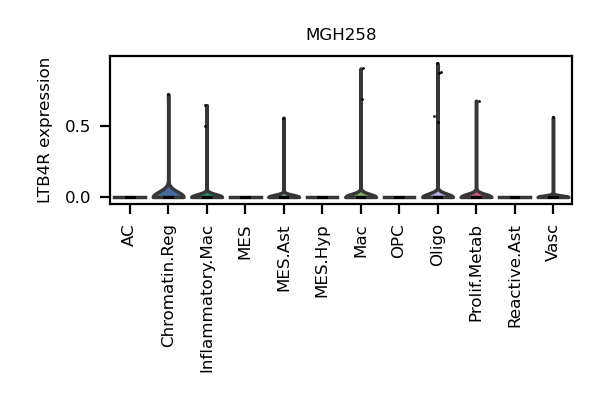 MGH258
LTB4R expression
0.5
0.0
AC
Chromatin.Reg
Inflammatory.Mac
MES
MES.Ast
MES.Hyp
Mac
OPC
Oligo
Prolif.Metab
Reactive.Ast
Vasc